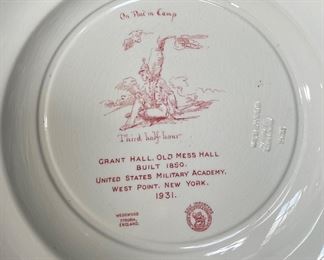 On Post in Camp
Third half hour
GRANT HALL, OLD MESS HALL
BUILT 1850.
UNITED STATES MILITARY ACADEMY,
WEST POINT, NEW YORK.
1931.
WEDGWOOD
ETRURIA,
ENGLAND.
WEDGWOOD